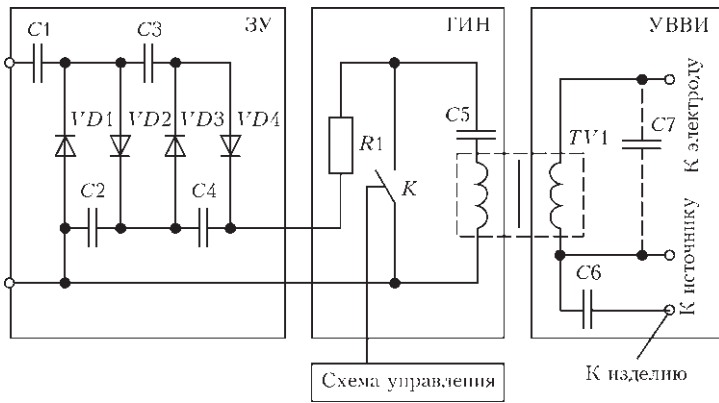 ЗУ
ГИН
УВВИ
C1
C3
VD1
VD2
VD3
VD4
C2
C4
R1
K
C5
TV1
C7
C6
К электроду
К источнику
К изделию
Схема управления